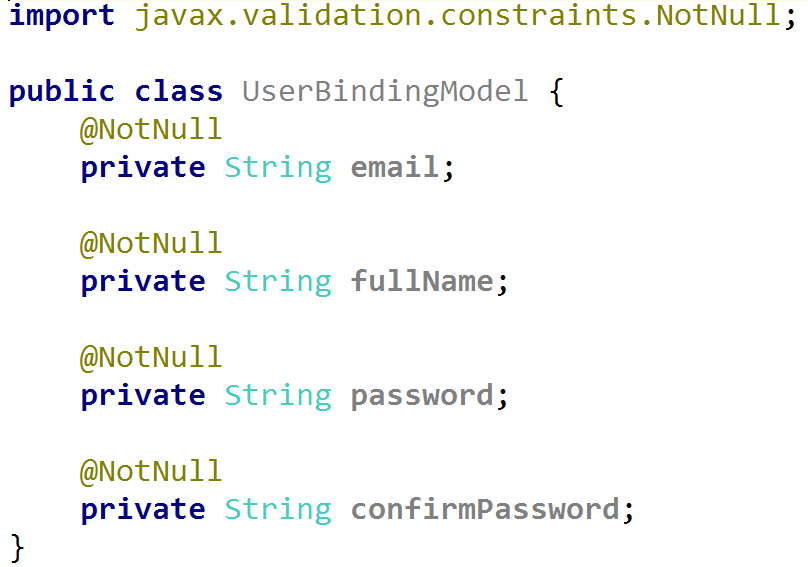 import javax.validation.constraints.NotNull;
public class UserBindingModel {
    @NotNull
    private String email;
    @NotNull
    private String fullName;
    @NotNull
    private String password;
    @NotNull
    private String confirmPassword;
}